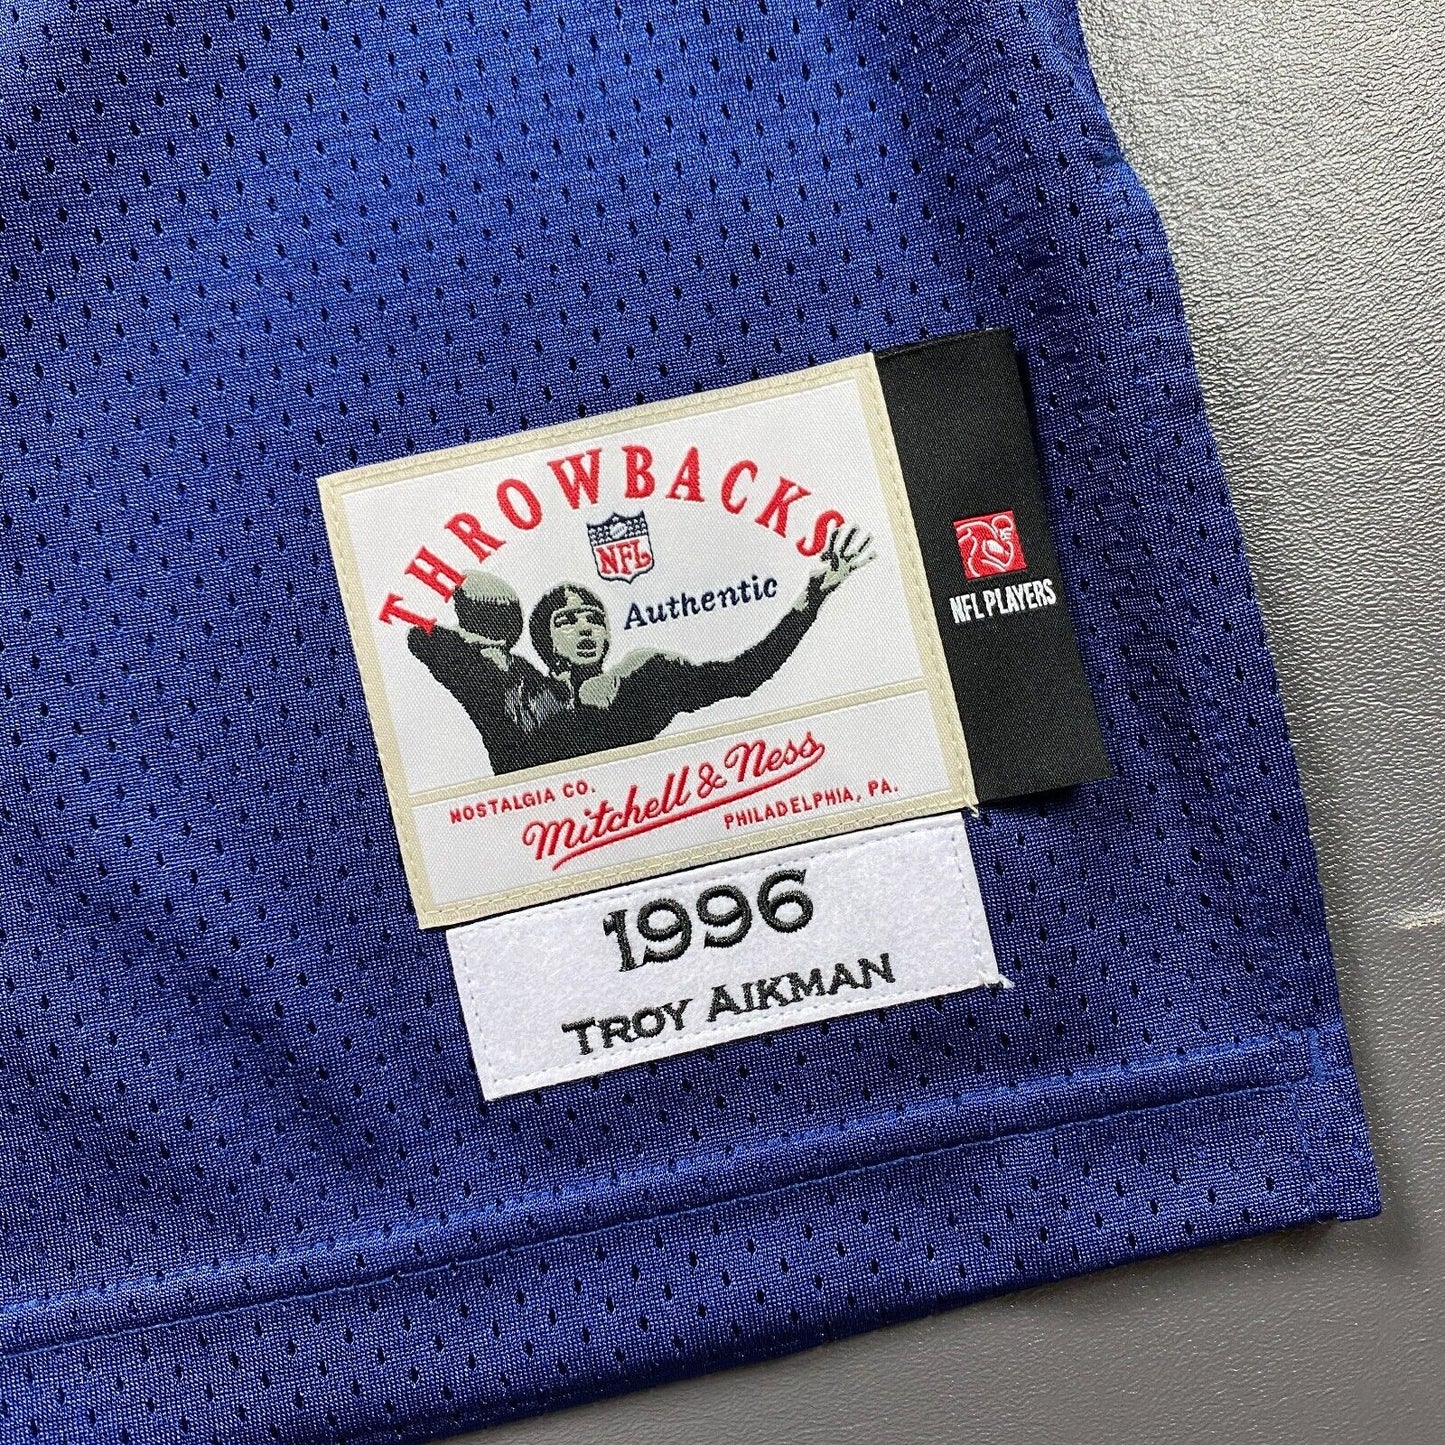 THROWBACKS
NFL
Authentic
NFL PLAYERS
NOSTALGIA CO.
Mitchell & Ness
PHILADELPHIA, PA.
1996
TROY AIKMAN